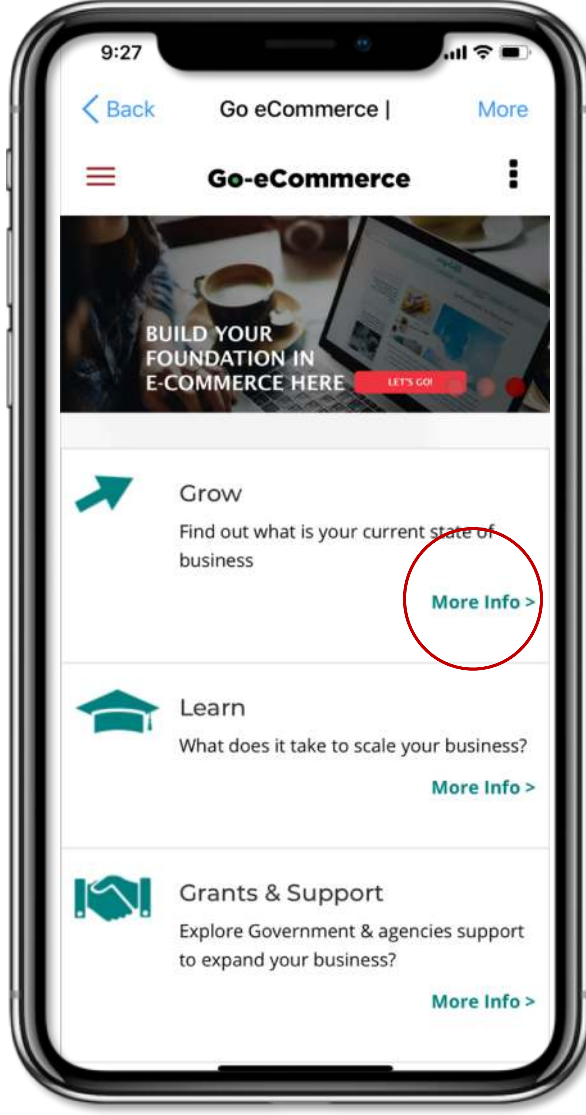 9:27
Back Go eCommerce | More
Go-eCommerce
BUILD YOUR
FOUNDATION IN
E-COMMERCE HERE LET'S GO!
Grow
Find out what is your current state of
business
More Info >
Learn
What does it take to scale your business?
More Info >
Grants & Support
Explore Government & agencies support
to expand your business?
More Info >